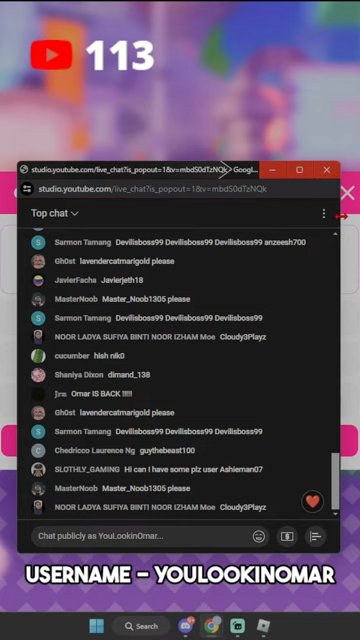 113
studio.youtube.com/live_chat?is_popout=1&v=mbdS0dTzNQk - Googl...
studio.youtube.com/live_chat?is_popout=1&v=mbdS0dTzNQk
Top chat
Sarmon Tamang Devilisboss99 Devilisboss99 Devilisboss99 anzeesh700
Gh0st lavendercatmarigold please
JavierFacha Javierjeth18
MasterNoob Master_Noob1305 please
Sarmon Tamang Devilisboss99 Devilisboss99 Devilisboss99
NOOR LADYA SUFIYA BINTI NOOR IZHAM Moe Cloudy3Playz
cucumber hish nik0
Shaniya Dixon dimand_138
Jrm Omar IS BACK !!!!!
Gh0st lavendercatmarigold please
Sarmon Tamang Devilisboss99 Devilisboss99 Devilisboss99
Chedricco Laurence Ng guythebeast100
SLOTHLY_GAMING Hi can I have some plz user Ashieman07
MasterNoob Master_Noob1305 please
NOOR LADYA SUFIYA BINTI NOOR IZHAM Moe Cloudy3Playz
Chat publicly as YouLookinOmar...
USERNAME - YOULOOKINOMAR
Search